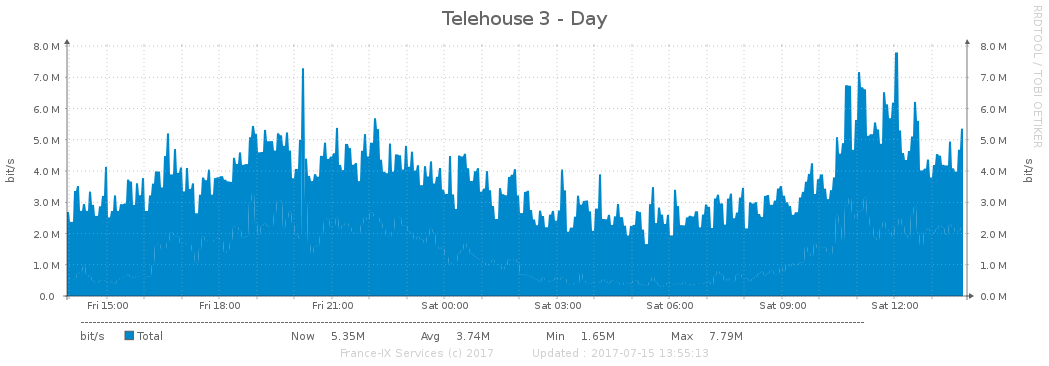 Telehouse 3 - Day
RRDTOOL / TOBI OETIKER
bit/s
8.0 M 8.0 M
7.0 M 7.0 M
6.0 M 6.0 M
5.0 M 5.0 M
4.0 M 4.0 M
3.0 M 3.0 M
2.0 M 2.0 M
1.0 M 1.0 M
0.0 0.0 M
bit/s
Fri 15:00 Fri 18:00 Fri 21:00 Sat 00:00 Sat 03:00 Sat 06:00 Sat 09:00 Sat 12:00
bit/s Total Now 5.35M Avg 3.74M Min 1.65M Max 7.79M
France-IX Services (c) 2017 Updated : 2017-07-15 13:55:13